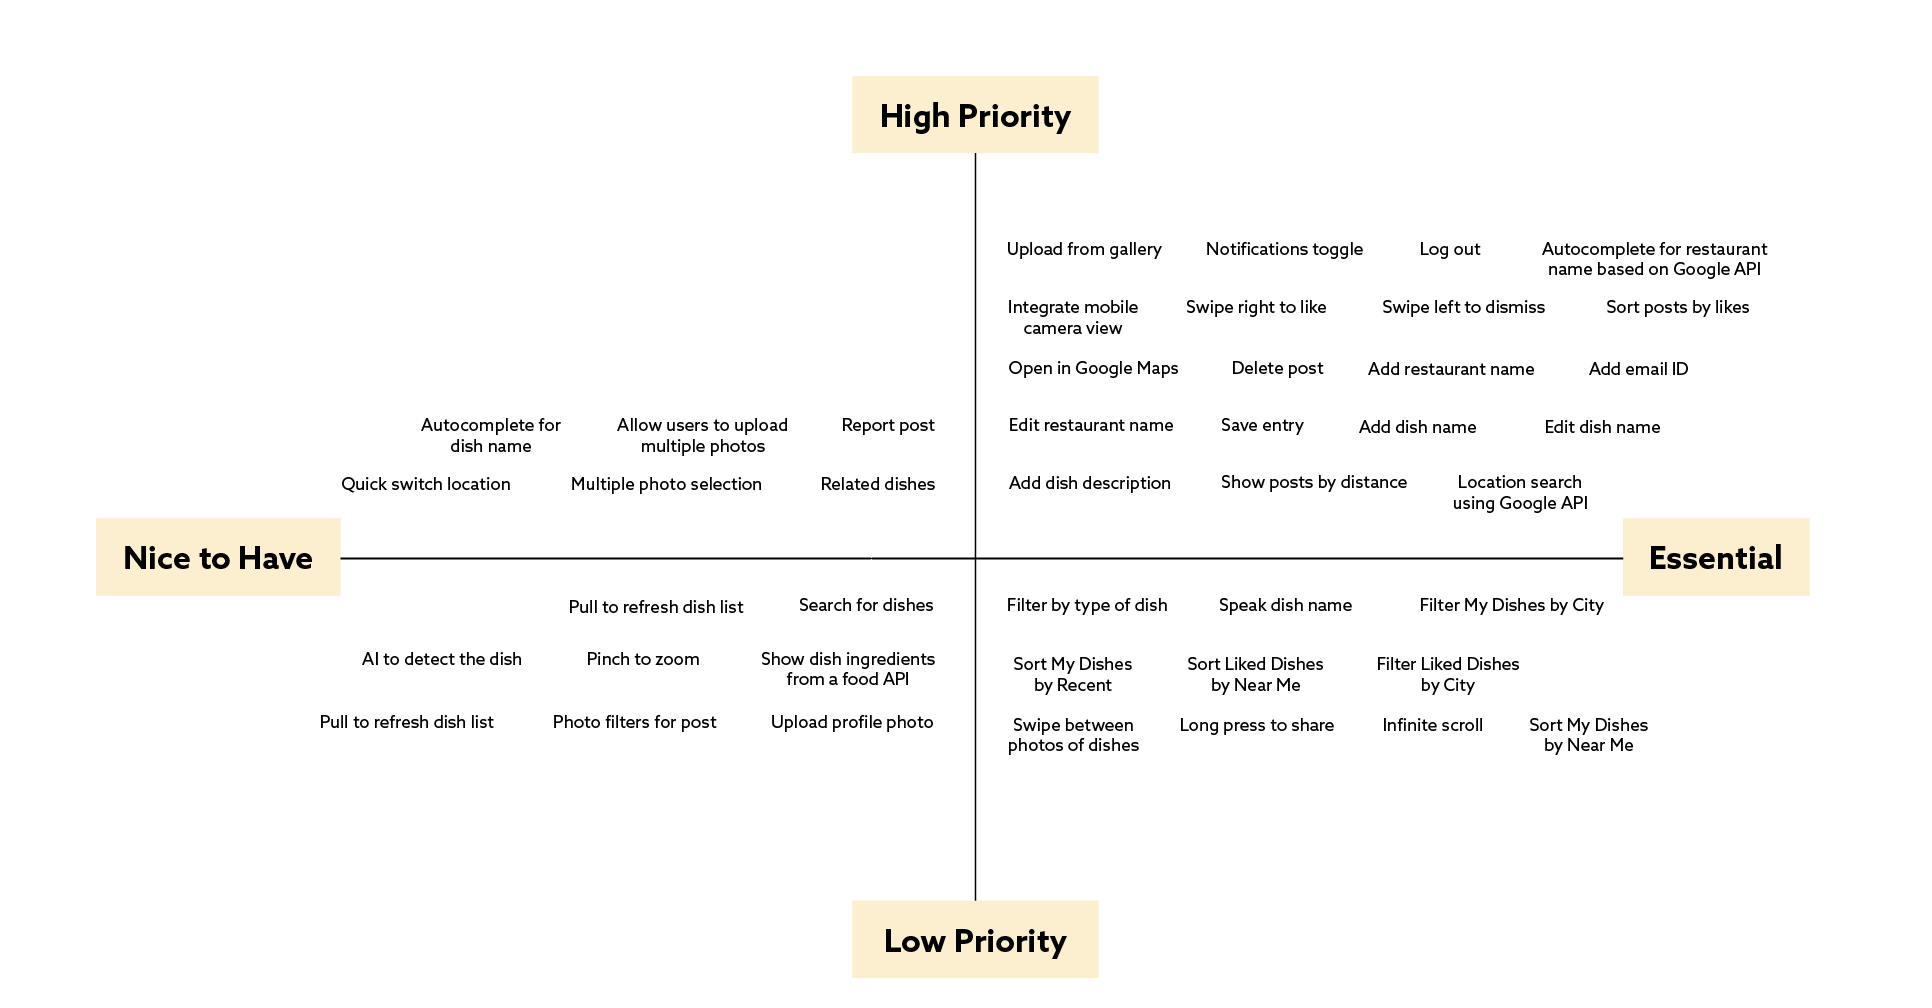 High Priority
Upload from gallery
Notifications toggle
Log out
Autocomplete for restaurant
name based on Google API
Integrate mobile
camera view
Swipe right to like
Swipe left to dismiss
Sort posts by likes
Open in Google Maps
Delete post
Add restaurant name
Add email ID
Autocomplete for
dish name
Allow users to upload
multiple photos
Report post
Edit restaurant name
Save entry
Add dish name
Edit dish name
Quick switch location
Multiple photo selection
Related dishes
Add dish description
Show posts by distance
Location search
using Google API
Nice to Have
Essential
Pull to refresh dish list
Search for dishes
Filter by type of dish
Speak dish name
Filter My Dishes by City
AI to detect the dish
Pinch to zoom
Show dish ingredients
from a food API
Sort My Dishes
by Recent
Sort Liked Dishes
by Near Me
Filter Liked Dishes
by City
Pull to refresh dish list
Photo filters for post
Upload profile photo
Swipe between
photos of dishes
Long press to share
Infinite scroll
Sort My Dishes
by Near Me
Low Priority